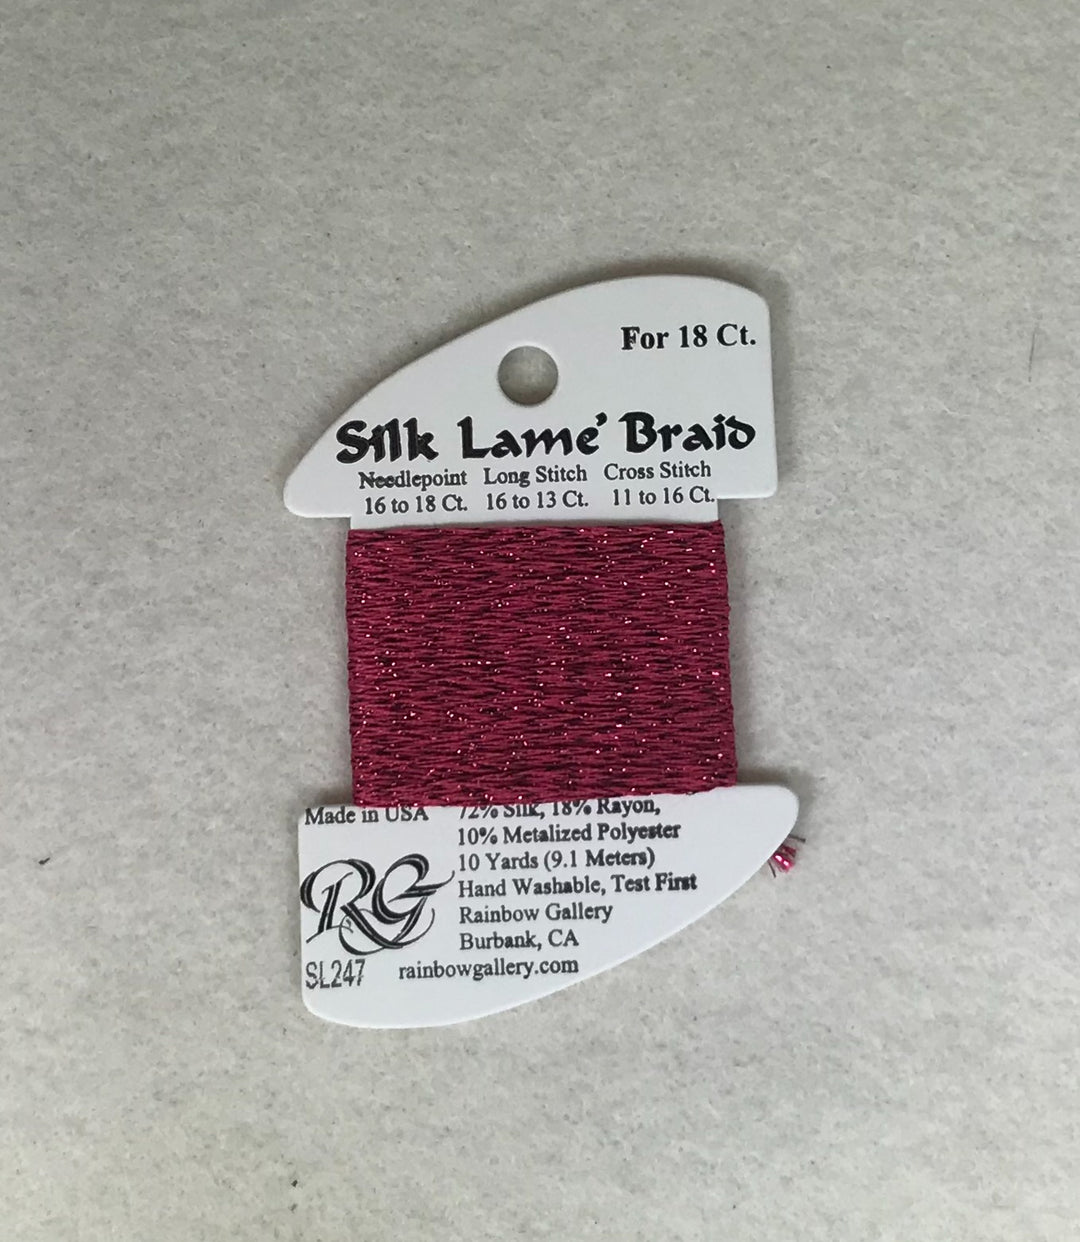 For 18 Ct.
Silk Lame' Braid
Needlepoint Long Stitch Cross Stitch
16 to 18 Ct. 16 to 13 Ct. 11 to 16 Ct.
Made in USA 72% Silk, 18% Rayon,
10% Metalized Polyester
10 Yards (9.1 Meters)
Hand Washable, Test First
Rainbow Gallery
Burbank, CA
RG
SL247 rainbowgallery.com